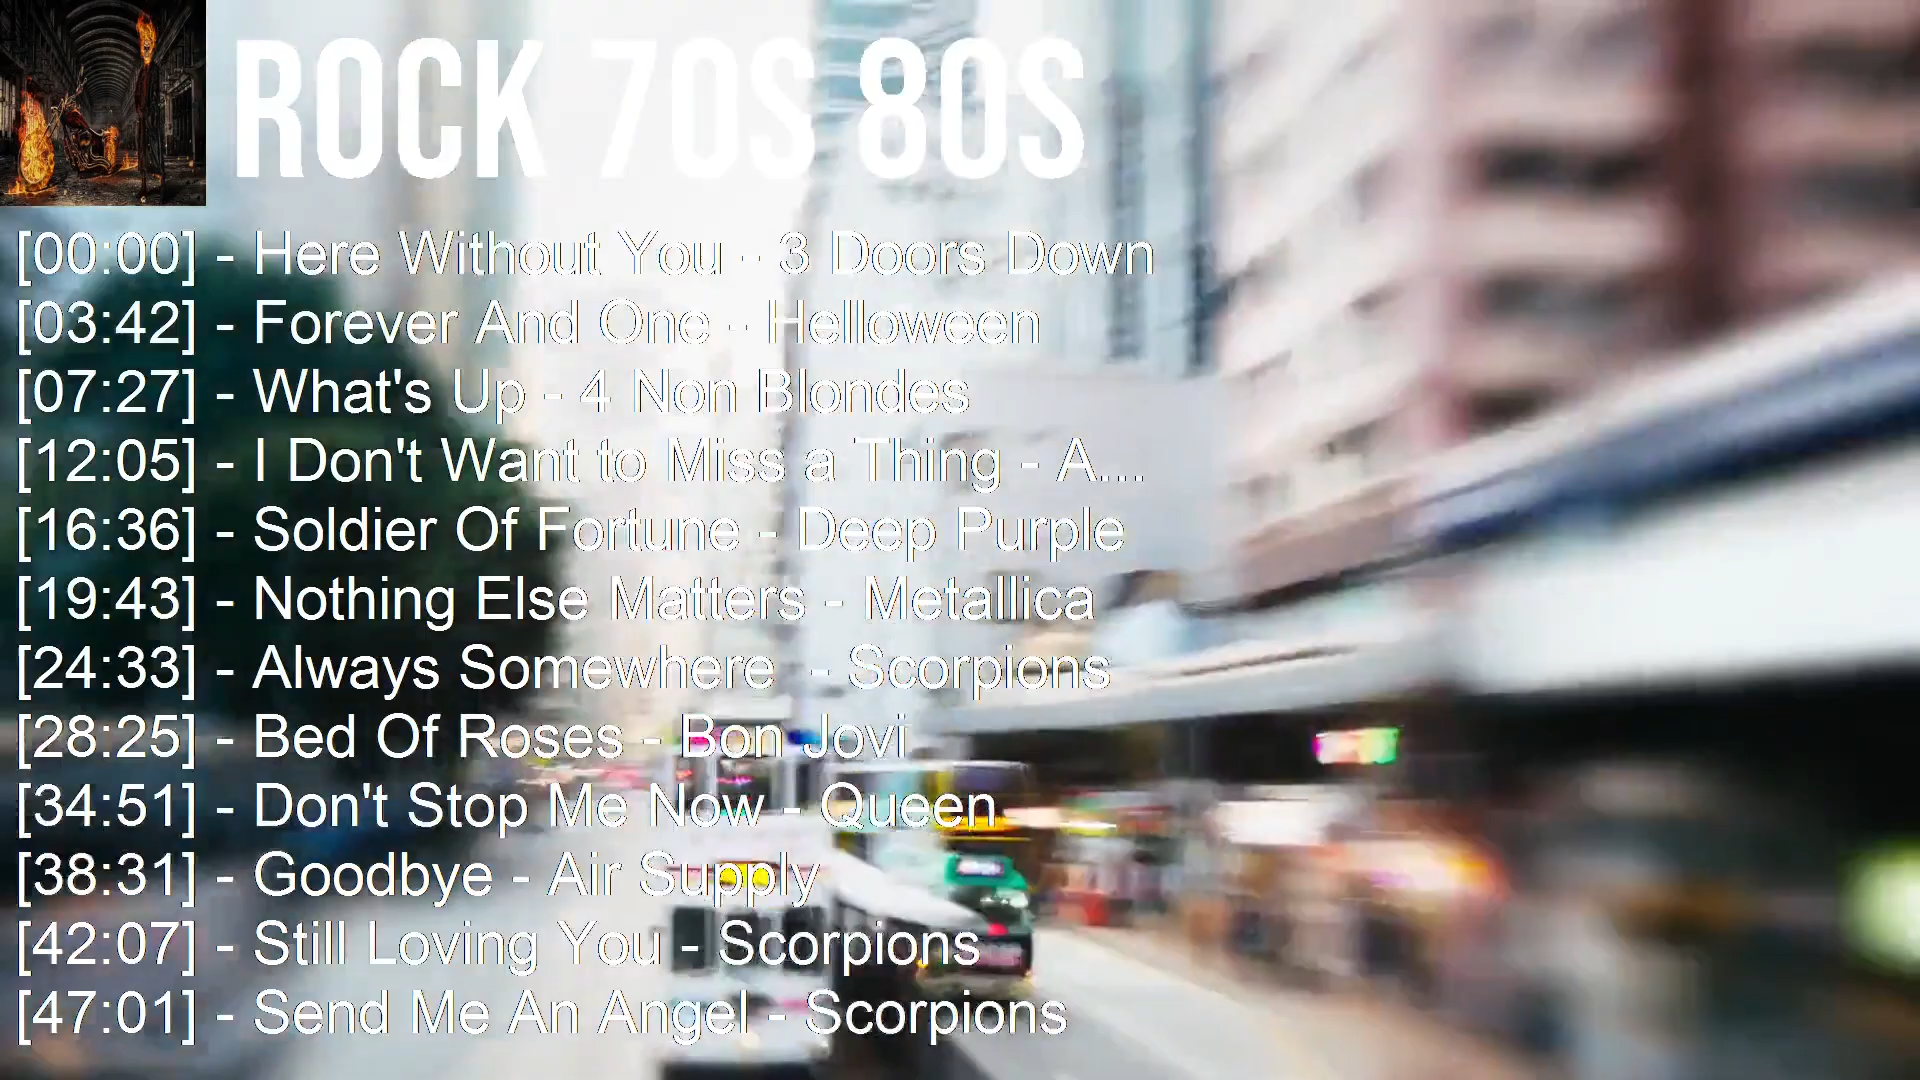 ROCK 70S 80S
[00:00] - Here Without You - 3 Doors Down
[03:42] - Forever And One - Helloween
[07:27] - What's Up - 4 Non Blondes
[12:05] - I Don't Want to Miss a Thing - A...
[16:36] - Soldier Of Fortune - Deep Purple
[19:43] - Nothing Else Matters - Metallica
[24:33] - Always Somewhere  - Scorpions
[28:25] - Bed Of Roses - Bon Jovi
[34:51] - Don't Stop Me Now - Queen
[38:31] - Goodbye - Air Supply
[42:07] - Still Loving You - Scorpions
[47:01] - Send Me An Angel - Scorpions